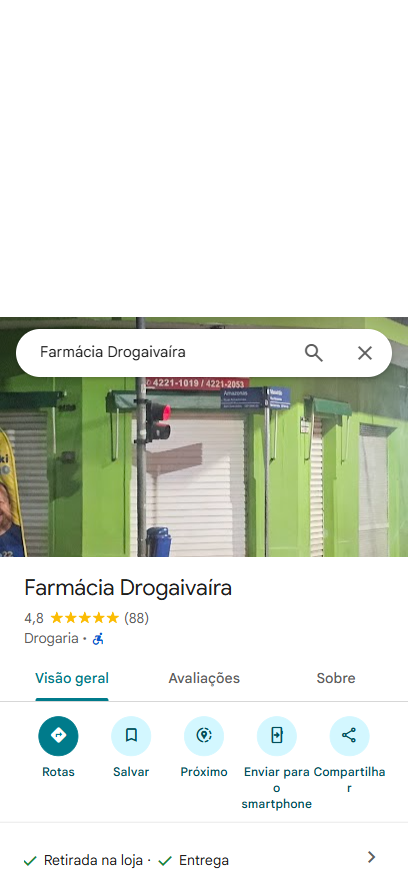 Farmácia Drogaivaíra
4221-1019 / 4221-2053
Amazonas
Farmácia Drogaivaíra
4,8 (88)
Drogaria ·
Visão geral
Avaliações
Sobre
Rotas
Salvar
Próximo
Enviar para
o
smartphone
Compartilha
r
Retirada na loja · Entrega